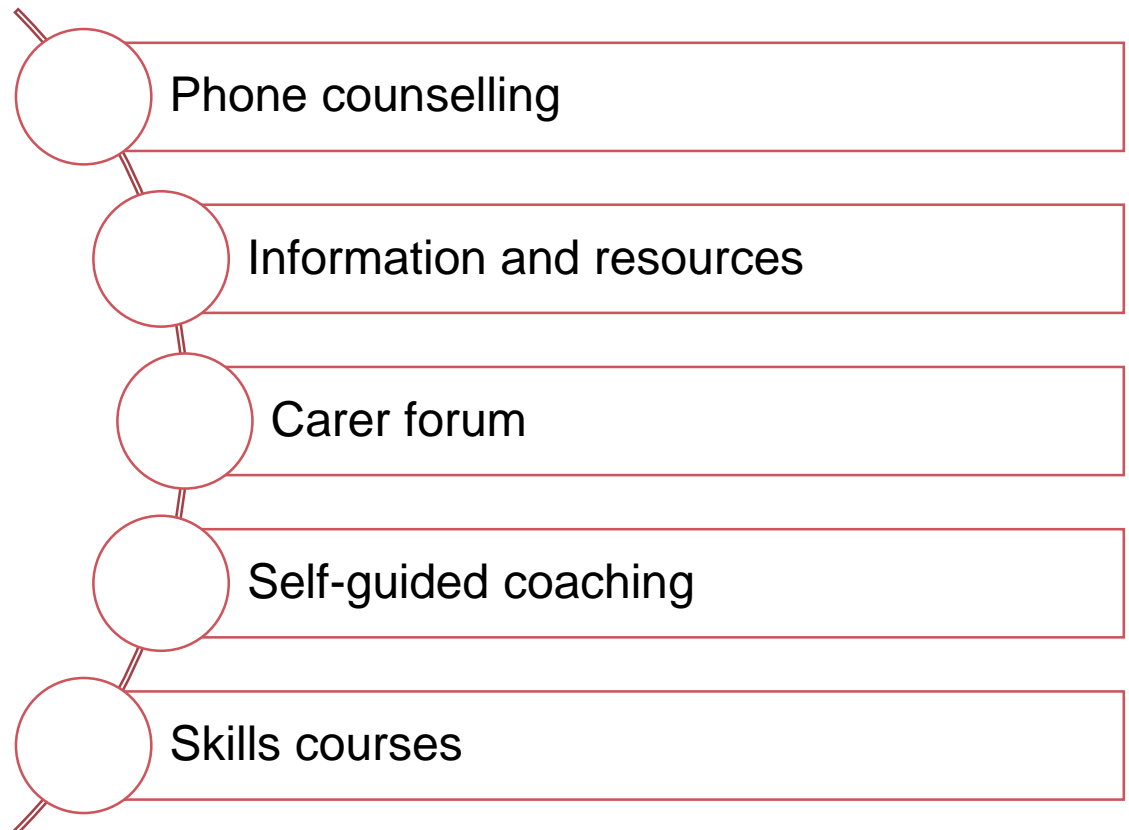 Phone counselling
Information and resources
Carer forum
Self-guided coaching
Skills courses